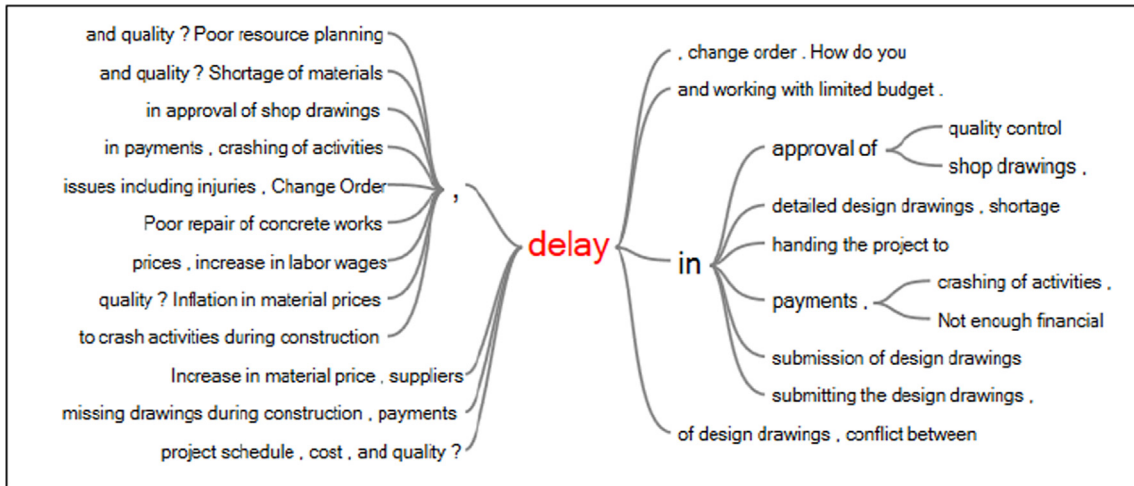 and quality ? Poor resource planning
and quality ? Shortage of materials
in approval of shop drawings
in payments , crashing of activities
issues including injuries , Change Order
Poor repair of concrete works
prices , increase in labor wages
quality ? Inflation in material prices
to crash activities during construction
,
Increase in material price , suppliers
missing drawings during construction , payments
project schedule , cost , and quality ?
delay
, change order . How do you
and working with limited budget .
in
approval of
quality control
shop drawings ,
detailed design drawings , shortage
handing the project to
payments ,
crashing of activities ,
Not enough financial
submission of design drawings
submitting the design drawings ,
of design drawings , conflict between